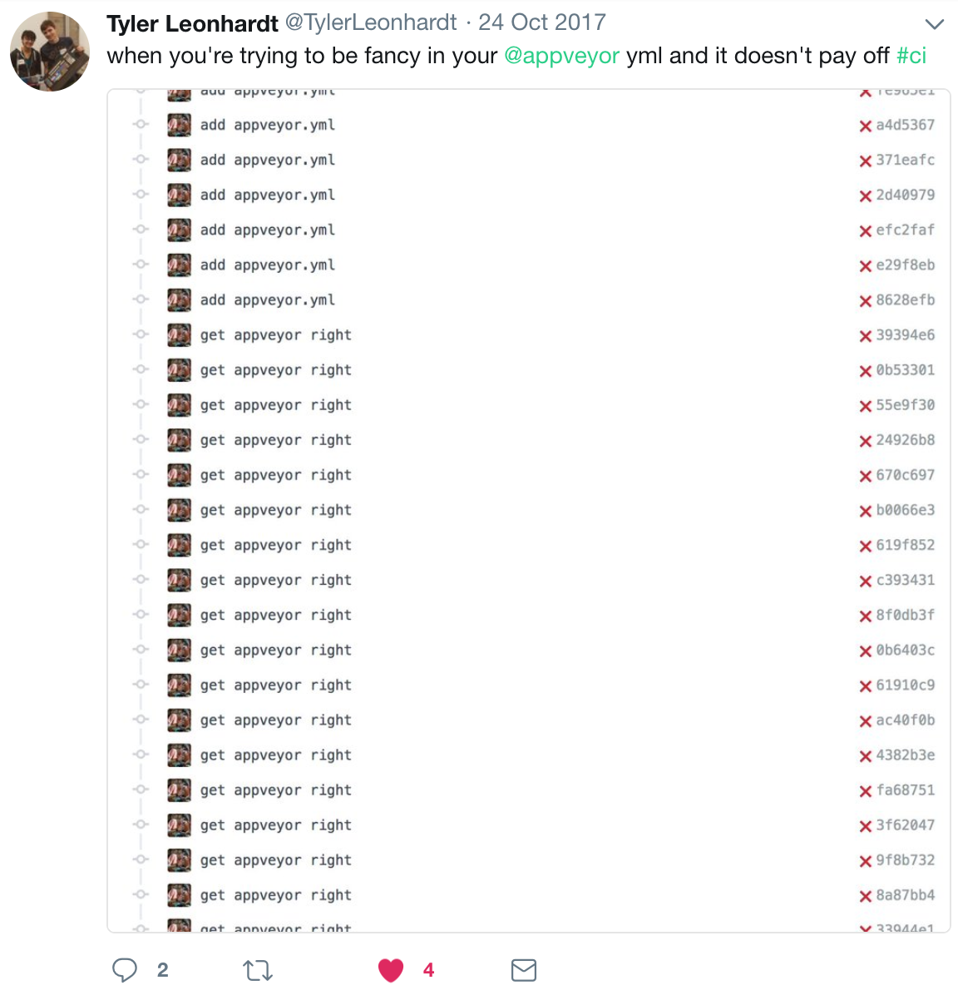 Tyler Leonhardt @TylerLeonhardt · 24 Oct 2017
when you're trying to be fancy in your @appveyor yml and it doesn't pay off #ci
add appveyor.yml fe965e1
add appveyor.yml a4d5367
add appveyor.yml 371eafc
add appveyor.yml 2d40979
add appveyor.yml efc2faf
add appveyor.yml e29f8eb
add appveyor.yml 8628efb
get appveyor right 39394e6
get appveyor right 0b53301
get appveyor right 55e9f30
get appveyor right 24926b8
get appveyor right 670c697
get appveyor right b0066e3
get appveyor right 619f852
get appveyor right c393431
get appveyor right 8f0db3f
get appveyor right 0b6403c
get appveyor right 61910c9
get appveyor right ac40f0b
get appveyor right 4382b3e
get appveyor right fa68751
get appveyor right 3f62047
get appveyor right 9f8b732
get appveyor right 8a87bb4
get appveyor right 33944e1
2 4